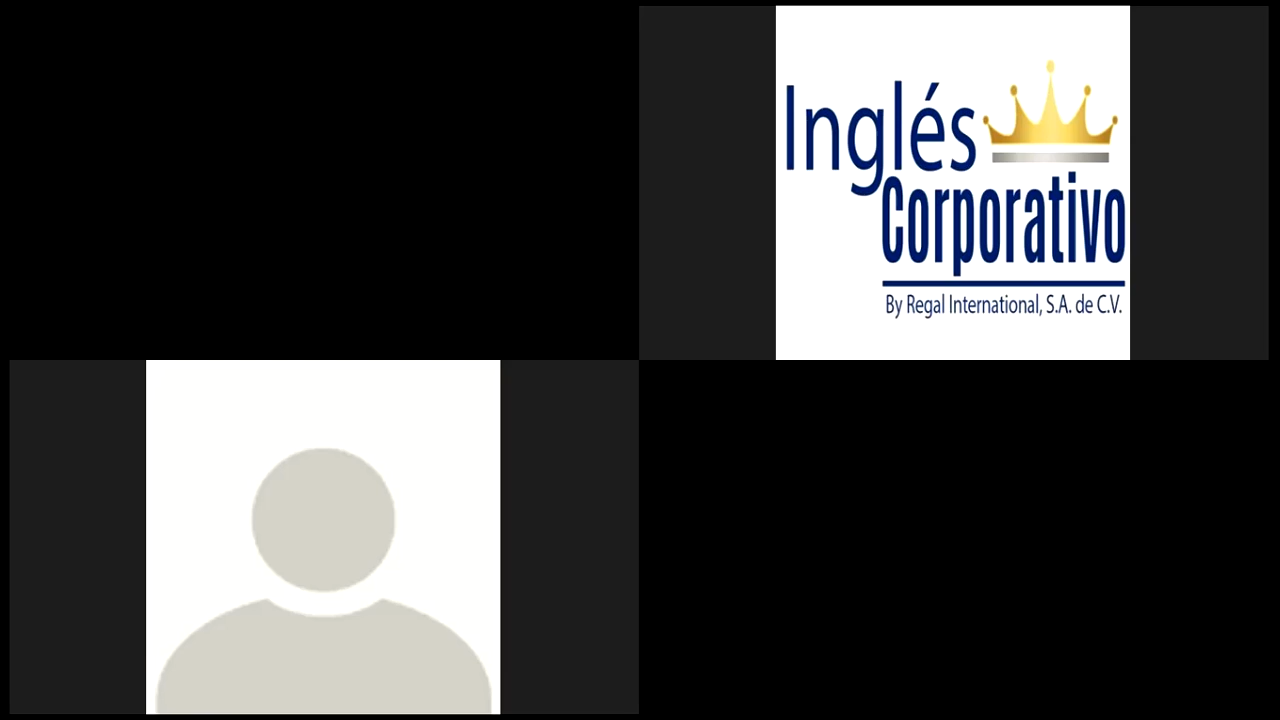 Inglés
Corporativo
By Regal International, S.A. de C.V.